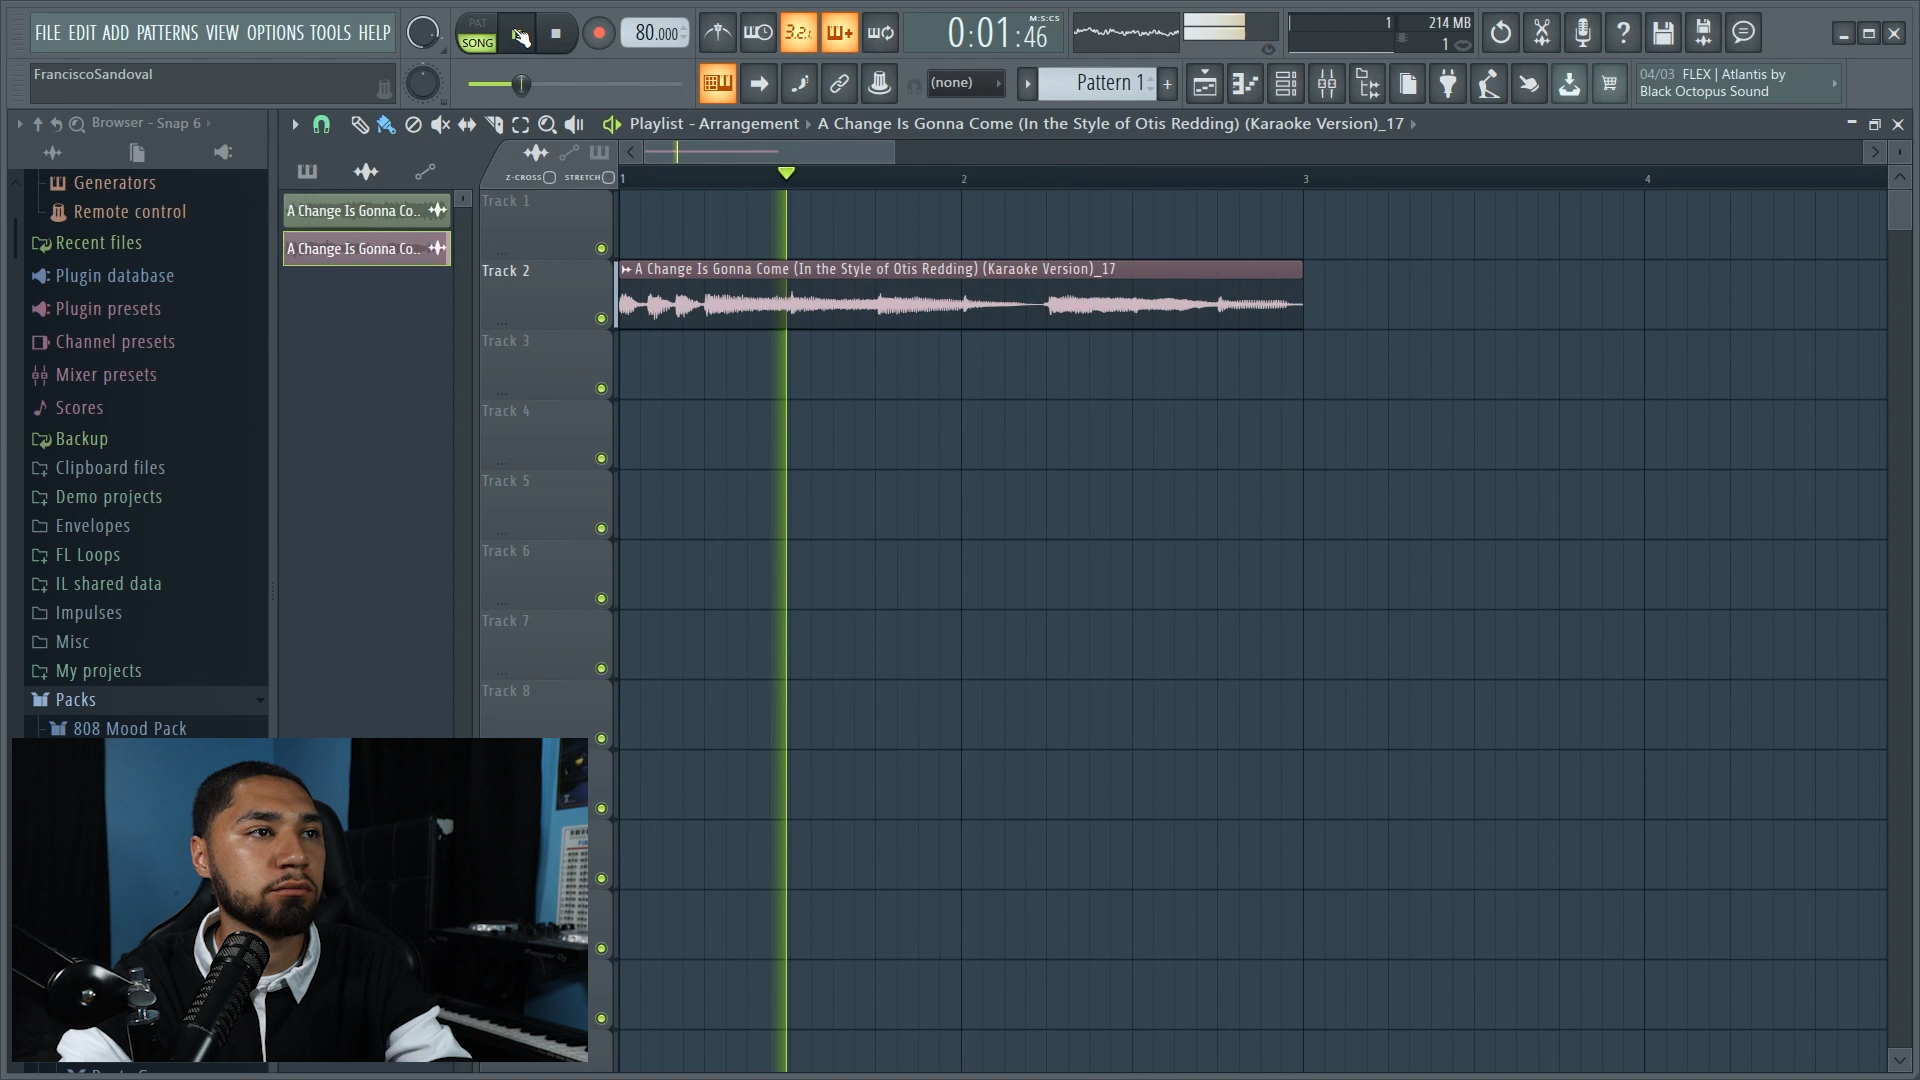 FILE EDIT ADD PATTERNS VIEW OPTIONS TOOLS HELP
PAT
SONG
80.000
3.2.
0:01:46
M:S:CS
1
214 MB
1
FranciscoSandoval
(none)
Pattern 1
+
04/03 FLEX | Atlantis by
Black Octopus Sound
Browser - Snap 6
Playlist - Arrangement
A Change Is Gonna Come (In the Style of Otis Redding) (Karaoke Version)_17
Z-CROSS
STRETCH
1
2
3
4
Generators
Remote control
Recent files
Plugin database
Plugin presets
Channel presets
Mixer presets
Scores
Backup
Clipboard files
Demo projects
Envelopes
FL Loops
IL shared data
Impulses
Misc
My projects
Packs
808 Mood Pack
A Change Is Gonna Co..
A Change Is Gonna Co..
Track 1
Track 2
A Change Is Gonna Come (In the Style of Otis Redding) (Karaoke Version)_17
Track 3
Track 4
Track 5
Track 6
Track 7
Track 8